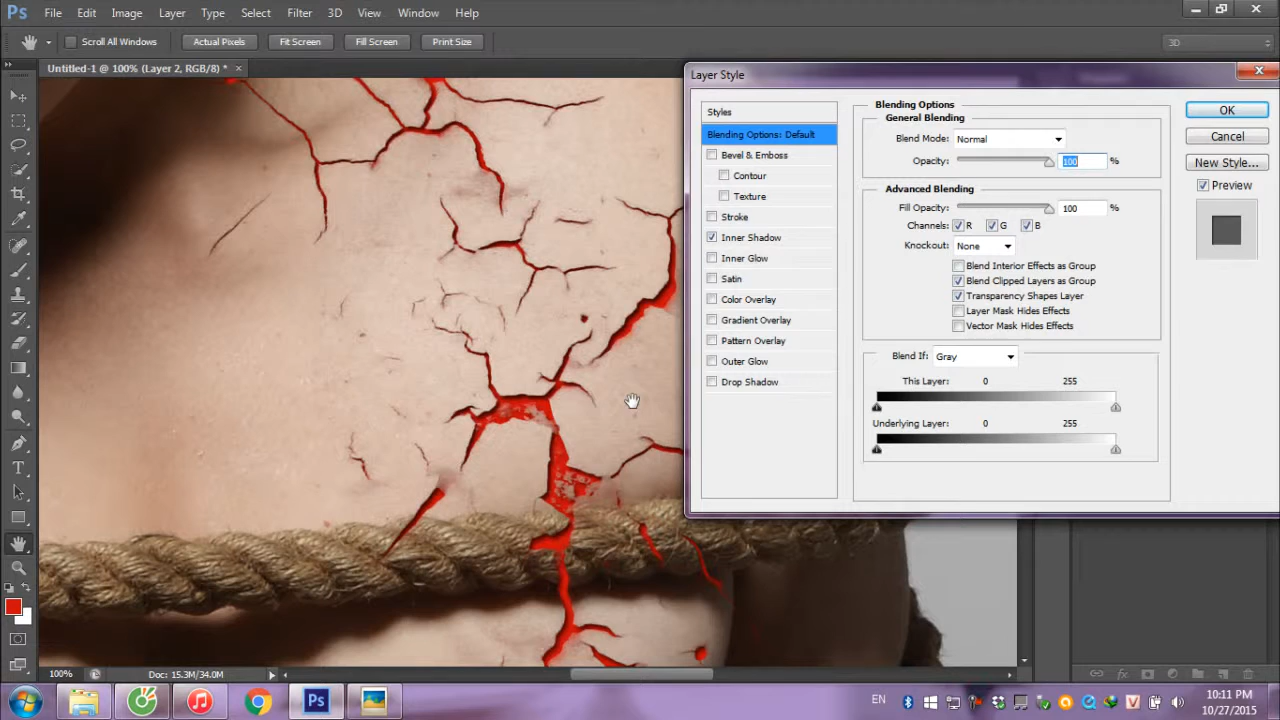 Ps File Edit Image Layer Type Select Filter 3D View Window Help
Scroll All Windows Actual Pixels Fit Screen Fill Screen Print Size 3D
Untitled-1 @ 100% (Layer 2, RGB/8) * ×
Layer Style
Styles
Blending Options: Default
Bevel & Emboss
Contour
Texture
Stroke
Inner Shadow
Inner Glow
Satin
Color Overlay
Gradient Overlay
Pattern Overlay
Outer Glow
Drop Shadow
Blending Options
General Blending
Blend Mode: Normal
Opacity: 100 %
Advanced Blending
Fill Opacity: 100 %
Channels: R G B
Knockout: None
Blend Interior Effects as Group
Blend Clipped Layers as Group
Transparency Shapes Layer
Layer Mask Hides Effects
Vector Mask Hides Effects
Blend If: Gray
This Layer: 0 255
Underlying Layer: 0 255
OK
Cancel
New Style...
Preview
100% Doc: 15.3M/34.0M
Ps
EN
10:11 PM
10/27/2015